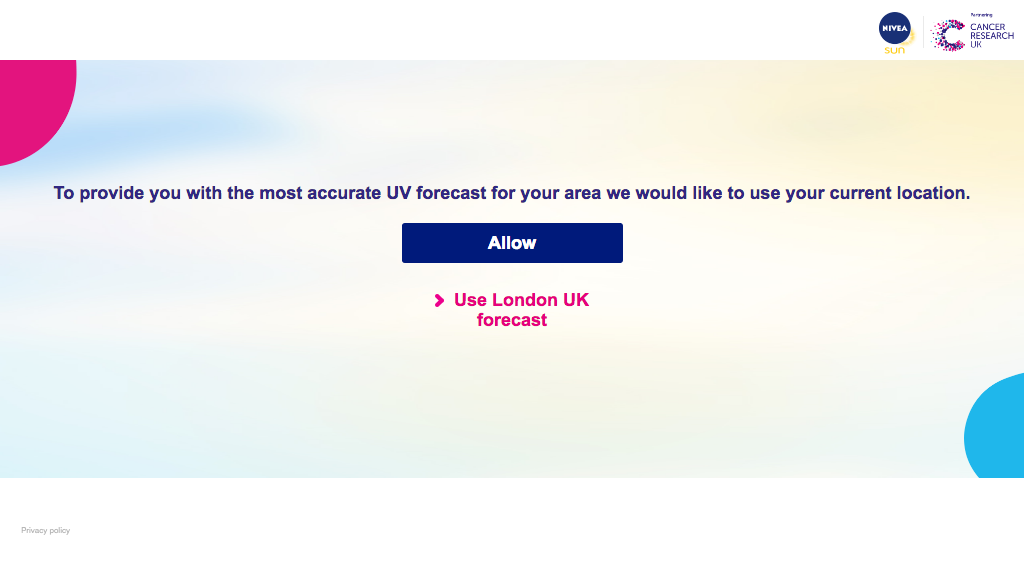 NIVEA
sun
Partnering
CANCER
RESEARCH
UK
To provide you with the most accurate UV forecast for your area we would like to use your current location.
Allow
Use London UK
forecast
Privacy policy